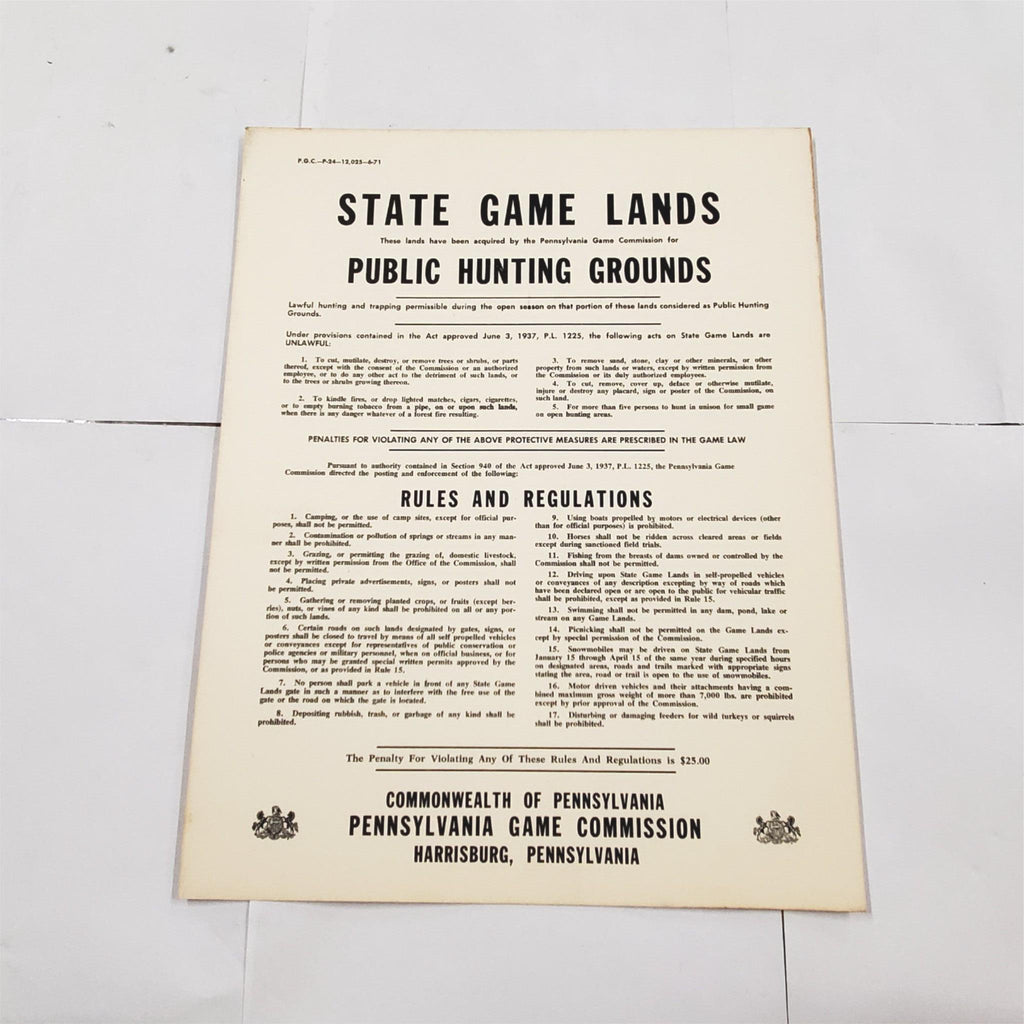 P.G.C.—P-24—12,025—6-71
STATE GAME LANDS
These lands have been acquired by the Pennsylvania Game Commission for
PUBLIC HUNTING GROUNDS
Lawful hunting and trapping permissible during the open season on that portion of these lands considered as Public Hunting
Grounds.
Under provisions contained in the Act approved June 3, 1937, P.L. 1225, the following acts on State Game Lands are
UNLAWFUL:
1. To cut, mutilate, destroy, or remove trees or shrubs, or parts
thereof, except with the consent of the Commission or an authorized
employee, or to do any other act to the detriment of such lands, or
to the trees or shrubs growing thereon.
2. To kindle fires, or drop lighted matches, cigars, cigarettes,
or to empty burning tobacco from a pipe, on or upon such lands,
when there is any danger whatever of a forest fire resulting.
3. To remove sand, stone, clay or other minerals, or other
property from such lands or waters, except by written permission from
the Commission or its duly authorized employees.
4. To cut, remove, cover up, deface or otherwise mutilate,
injure or destroy any placard, sign or poster of the Commission, on
such land.
5. For more than five persons to hunt in unison for small game
on open hunting areas.
PENALTIES FOR VIOLATING ANY OF THE ABOVE PROTECTIVE MEASURES ARE PRESCRIBED IN THE GAME LAW
Pursuant to authority contained in Section 940 of the Act approved June 3, 1937, P.L. 1225, the Pennsylvania Game
Commission directed the posting and enforcement of the following:
RULES AND REGULATIONS
1. Camping, or the use of camp sites, except for official pur-
poses, shall not be permitted.
2. Contamination or pollution of springs or streams in any man-
ner shall be prohibited.
3. Grazing, or permitting the grazing of, domestic livestock,
except by written permission from the Office of the Commission, shall
not be permitted.
4. Placing private advertisements, signs, or posters shall not
be permitted.
5. Gathering or removing planted crops, or fruits (except ber-
ries), nuts, or vines of any kind shall be prohibited on all or any por-
tion of such lands.
6. Certain roads on such lands designated by gates, signs, or
posters shall be closed to travel by means of all self propelled vehicles
or conveyances except for representatives of public conservation or
police agencies or military personnel, when on official business, or for
persons who may be granted special written permits approved by the
Commission, or as provided in Rule 15.
7. No person shall park a vehicle in front of any State Game
Lands gate in such a manner as to interfere with the free use of the
gate or the road on which the gate is located.
8. Depositing rubbish, trash, or garbage of any kind shall be
prohibited.
9. Using boats propelled by motors or electrical devices (other
than for official purposes) is prohibited.
10. Horses shall not be ridden across cleared areas or fields
except during sanctioned field trials.
11. Fishing from the breasts of dams owned or controlled by the
Commission shall not be permitted.
12. Driving upon State Game Lands in self-propelled vehicles
or conveyances of any description excepting by way of roads which
have been declared open or are open to the public for vehicular traffic
shall be prohibited, except as provided in Rule 15.
13. Swimming shall not be permitted in any dam, pond, lake or
stream on any Game Lands.
14. Picnicking shall not be permitted on the Game Lands ex-
cept by special permission of the Commission.
15. Snowmobiles may be driven on State Game Lands from
January 15 through April 15 of the same year during specified hours
on designated areas, roads and trails marked with appropriate signs
stating the area, road or trail is open to the use of snowmobiles.
16. Motor driven vehicles and their attachments having a com-
bined maximum gross weight of more than 7,000 lbs. are prohibited
except by prior approval of the Commission.
17. Disturbing or damaging feeders for wild turkeys or squirrels
shall be prohibited.
The Penalty For Violating Any Of These Rules And Regulations is $25.00
COMMONWEALTH OF PENNSYLVANIA
PENNSYLVANIA GAME COMMISSION
HARRISBURG, PENNSYLVANIA